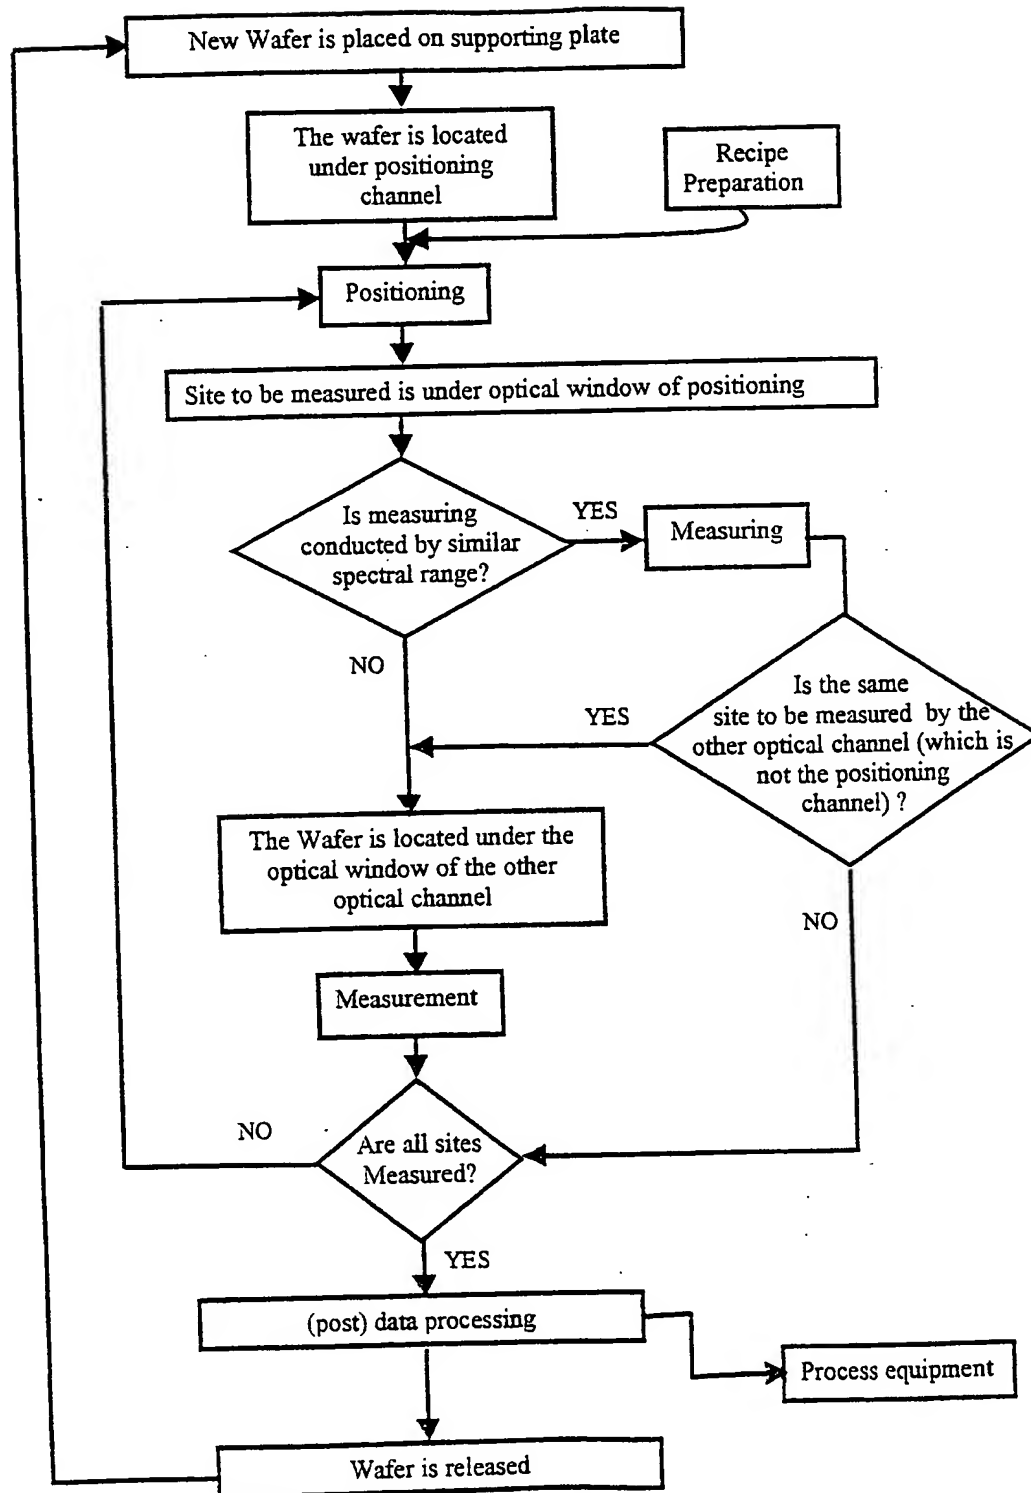 New Wafer is placed on supporting plate
The wafer is located
under positioning
channel
Recipe
Preparation
Positioning
Site to be measured is under optical window of positioning
Is measuring
conducted by similar
spectral range?
YES
Measuring
NO
Is the same
site to be measured by the
other optical channel (which is
not the positioning
channel) ?
YES
The Wafer is located under the
optical window of the other
optical channel
NO
Measurement
Are all sites
Measured?
NO
YES
(post) data processing
Process equipment
Wafer is released